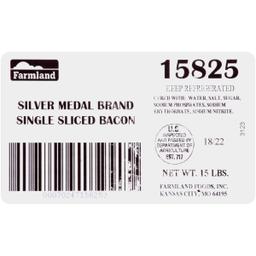 Farmland
SILVER MEDAL BRAND
SINGLE SLICED BACON
15825
KEEP REFRIGERATED
CURED WITH: WATER, SALT, SUGAR,
SODIUM PHOSPHATES, SODIUM
ERYTHORBATE, SODIUM NITRITE.
U.S.
INSPECTED
AND PASSED BY
DEPARTMENT OF
AGRICULTURE
EST. 717
18/22
3123
NET WT. 15 LBS.
FARMLAND FOODS, INC.
KANSAS CITY, MO 64195